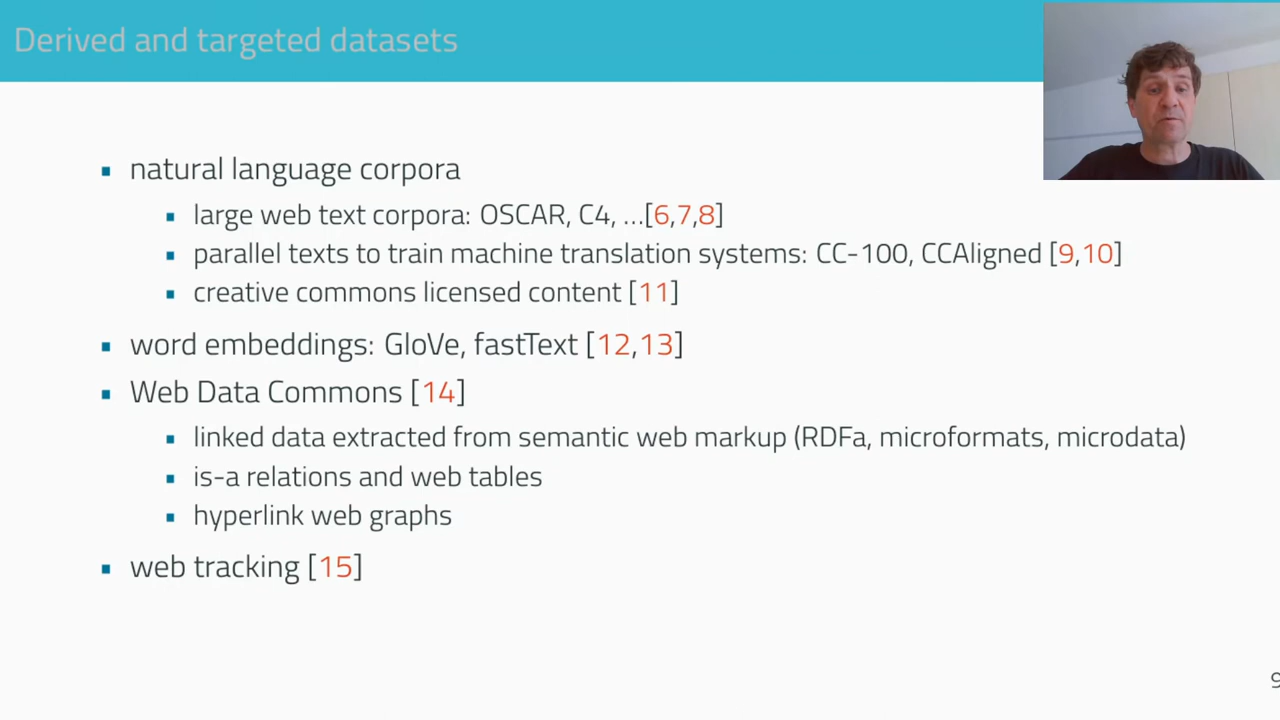 Derived and targeted datasets
▪ natural language corpora
▪ large web text corpora: OSCAR, C4, …[6,7,8]
▪ parallel texts to train machine translation systems: CC-100, CCAligned [9,10]
▪ creative commons licensed content [11]
▪ word embeddings: GloVe, fastText [12,13]
▪ Web Data Commons [14]
▪ linked data extracted from semantic web markup (RDFa, microformats, microdata)
▪ is-a relations and web tables
▪ hyperlink web graphs
▪ web tracking [15]
9